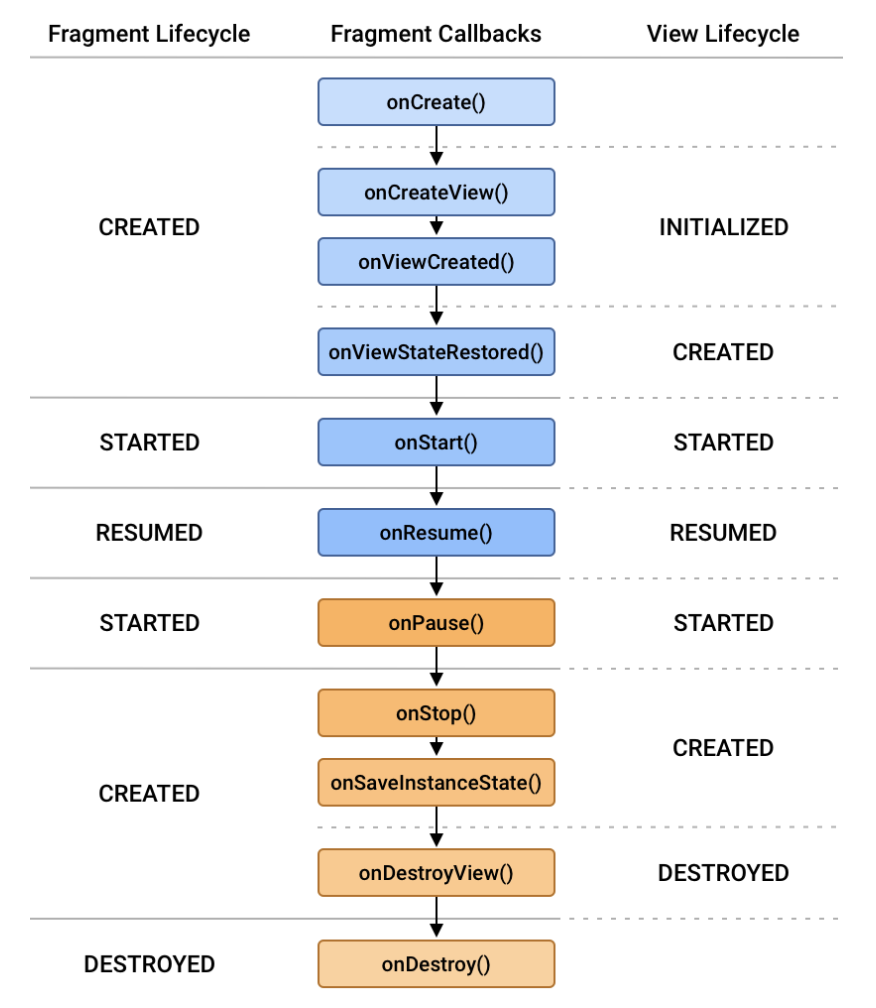 Fragment Lifecycle Fragment Callbacks View Lifecycle
onCreate()
onCreateView()
CREATED INITIALIZED
onViewCreated()
onViewStateRestored() CREATED
STARTED onStart() STARTED
RESUMED onResume() RESUMED
STARTED onPause() STARTED
onStop()
CREATED
onSaveInstanceState()
CREATED
onDestroyView() DESTROYED
DESTROYED onDestroy()